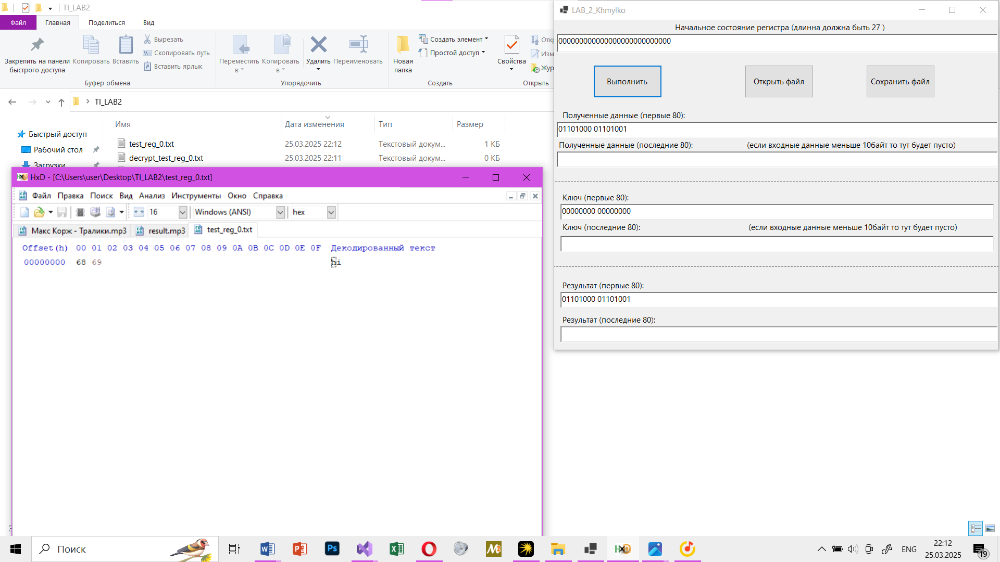 TI_LAB2
Файл Главная Поделиться Вид
Закрепить на панели быстрого доступа
Копировать
Вставить
Вырезать
Скопировать путь
Вставить ярлык
Буфер обмена
Переместить в
Копировать в
Удалить
Переименовать
Упорядочить
Новая папка
Создать элемент
Простой доступ
Создать
Свойства
Открыть
TI_LAB2
Имя Дата изменения Тип Размер
Быстрый доступ
Рабочий стол
Загрузки
test_reg_0.txt 25.03.2025 22:12 Текстовый докум... 1 КБ
decrypt_test_reg_0.txt 25.03.2025 22:11 Текстовый докум... 0 КБ
HxD - [C:\Users\user\Desktop\TI_LAB2\test_reg_0.txt]
Файл Правка Поиск Вид Анализ Инструменты Окно Справка
16 Windows (ANSI) hex
Макс Корж - Тралики.mp3 result.mp3 test_reg_0.txt
Offset(h) 00 01 02 03 04 05 06 07 08 09 0A 0B 0C 0D 0E 0F Декодированный текст
00000000 68 69 hi
LAB_2_Khmylko
Начальное состояние регистра (длинна должна быть 27 )
000000000000000000000000000
Выполнить Открыть файл Сохранить файл
Полученные данные (первые 80):
01101000 01101001
Полученные данные (последние 80): (если входные данные меньше 10байт то тут будет пусто)
Ключ (первые 80):
00000000 00000000
Ключ (последние 80): (если входные данные меньше 10байт то тут будет пусто)
Результат (первые 80):
01101000 01101001
Результат (последние 80):
Поиск
ENG
22:12
25.03.2025
19